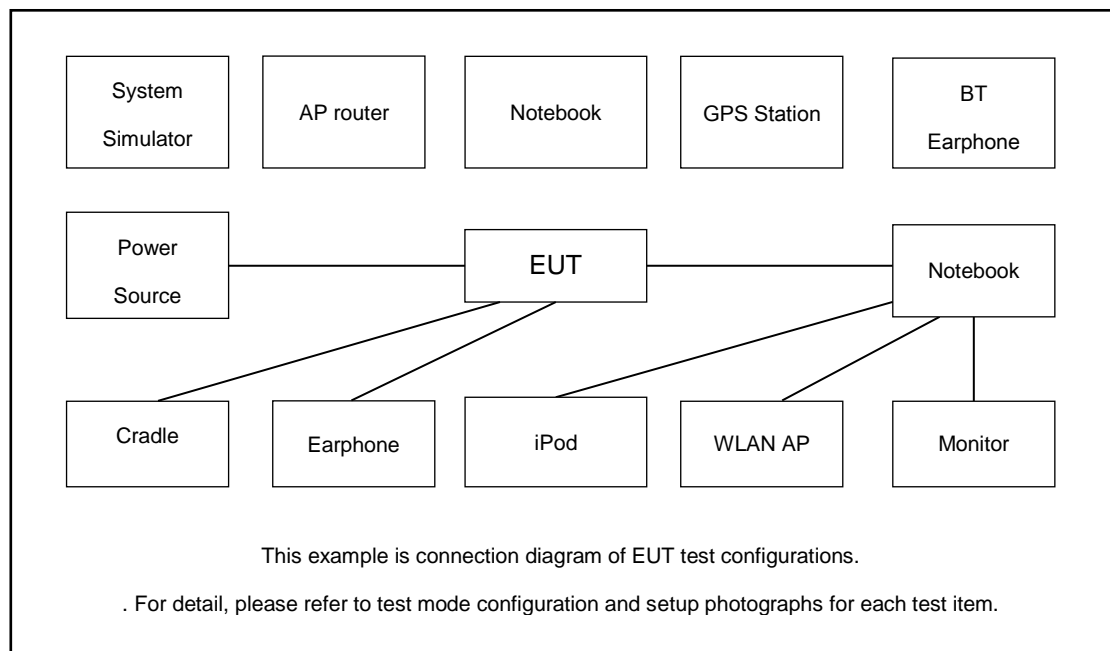 System
Simulator
AP router
Notebook
GPS Station
BT
Earphone
Power
Source
EUT
Notebook
Cradle
Earphone
iPod
WLAN AP
Monitor
This example is connection diagram of EUT test configurations.
. For detail, please refer to test mode configuration and setup photographs for each test item.